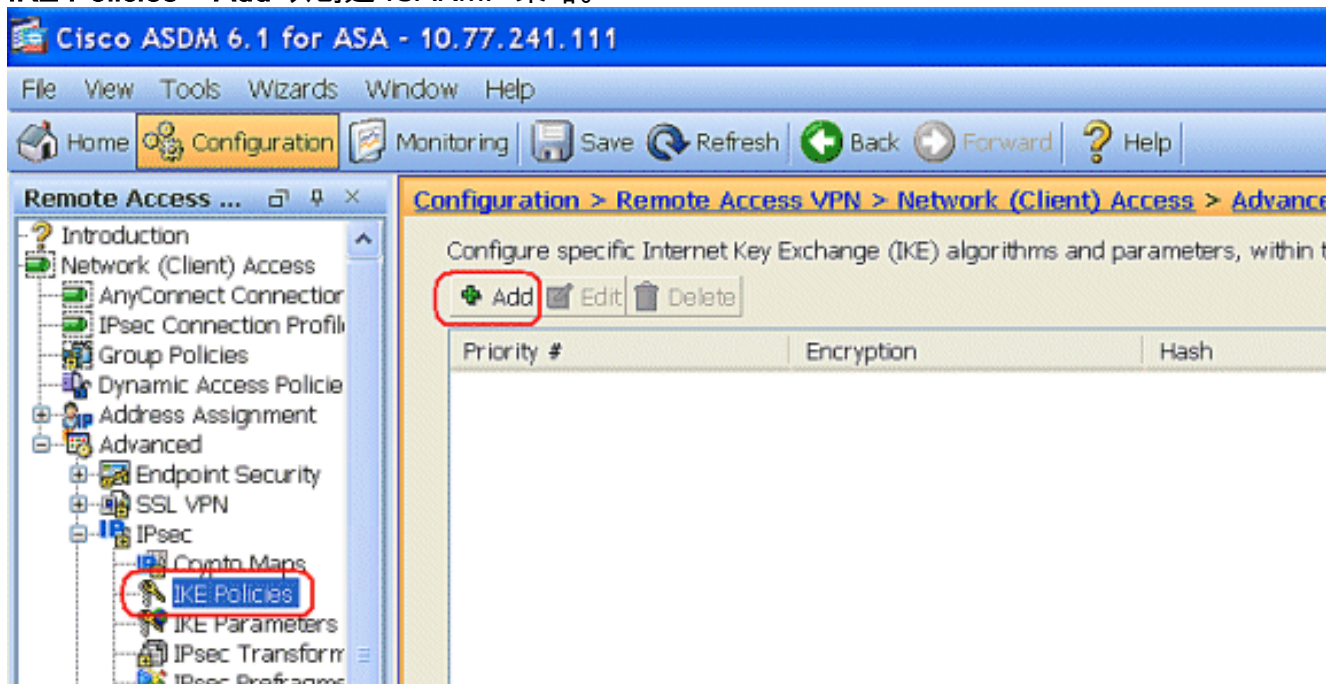 Cisco ASDM 6.1 for ASA - 10.77.241.111
File View Tools Wizards Window Help
Home Configuration Monitoring Save Refresh Back Forward Help
Remote Access ...
Introduction
Network (Client) Access
AnyConnect Connection
IPsec Connection Profil
Group Policies
Dynamic Access Policie
Address Assignment
Advanced
Endpoint Security
SSL VPN
IPsec
Crypto Maps
IKE Policies
IKE Parameters
IPsec Transform
IPsec Prefragme
Configuration > Remote Access VPN > Network (Client) Access > Advance
Configure specific Internet Key Exchange (IKE) algorithms and parameters, within t
Add Edit Delete
Priority # Encryption Hash